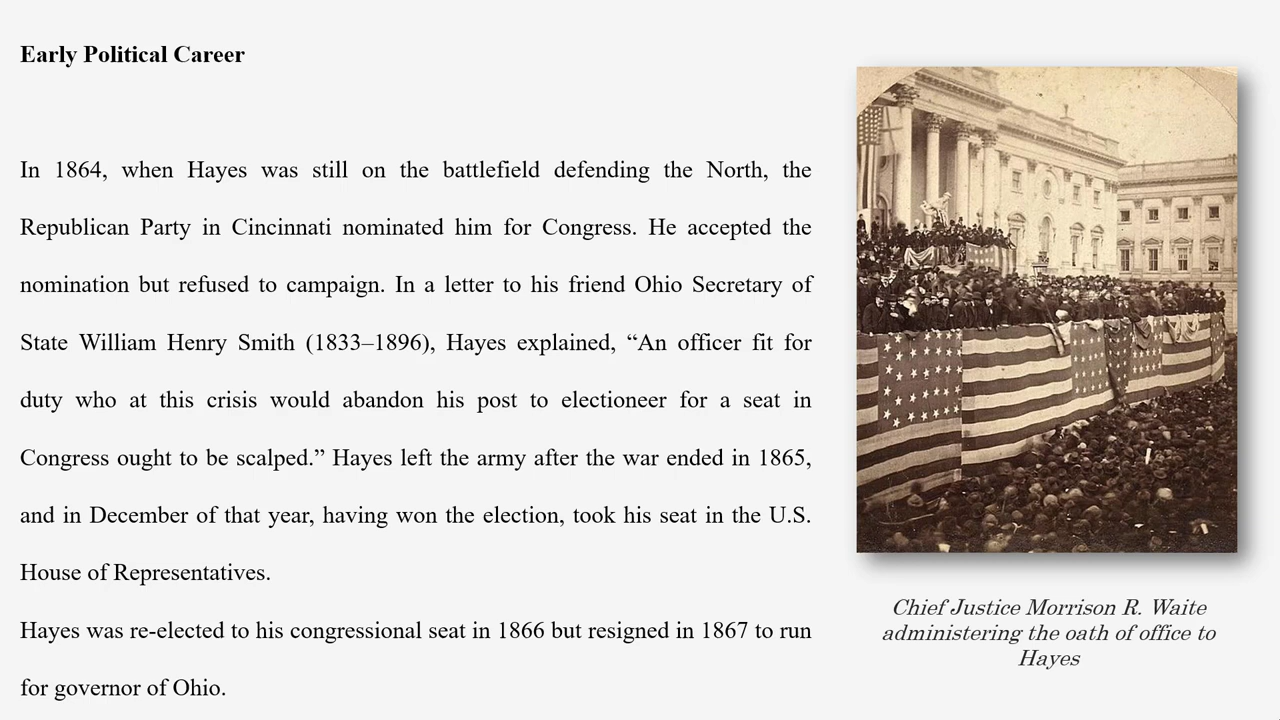 Early Political Career
In 1864, when Hayes was still on the battlefield defending the North, the
Republican Party in Cincinnati nominated him for Congress. He accepted the
nomination but refused to campaign. In a letter to his friend Ohio Secretary of
State William Henry Smith (1833–1896), Hayes explained, “An officer fit for
duty who at this crisis would abandon his post to electioneer for a seat in
Congress ought to be scalped.” Hayes left the army after the war ended in 1865,
and in December of that year, having won the election, took his seat in the U.S.
House of Representatives.
Hayes was re-elected to his congressional seat in 1866 but resigned in 1867 to run
for governor of Ohio.
Chief Justice Morrison R. Waite
administering the oath of office to
Hayes